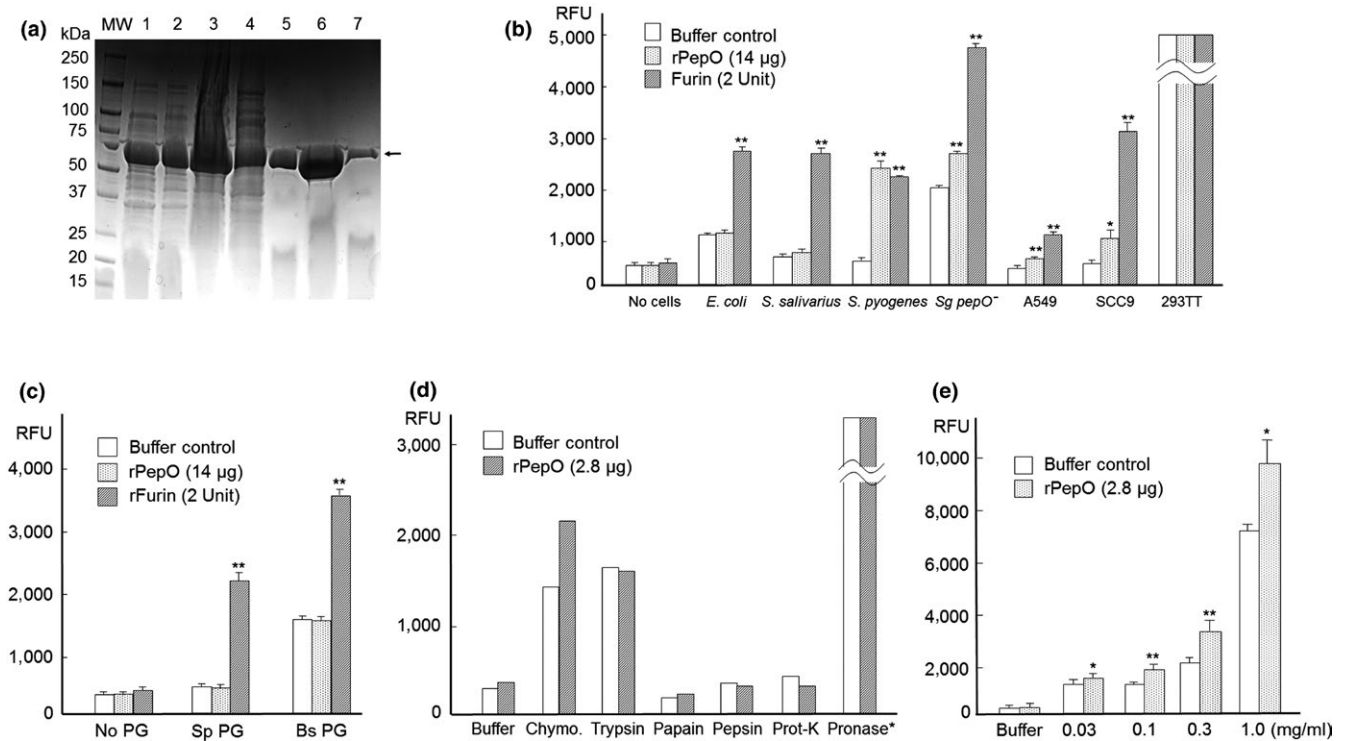 (a)
MW 1 2 3 4 5 6 7
kDa
250
150
100
75
50
37
25
20
15
(b)
RFU
Buffer control
rPepO (14 µg)
Furin (2 Unit)
5,000
4,000
3,000
2,000
1,000
0
** ** ** ** ** ** ** ** * **
No cells E. coli S. salivarius S. pyogenes Sg pepO⁻ A549 SCC9 293TT
(c)
RFU
Buffer control
rPepO (14 µg)
rFurin (2 Unit)
4,000
3,000
2,000
1,000
0
** **
No PG Sp PG Bs PG
(d)
RFU
Buffer control
rPepO (2.8 µg)
3,000
2,000
1,000
0
Buffer Chymo. Trypsin Papain Pepsin Prot-K Pronase*
(e)
RFU
Buffer control
rPepO (2.8 µg)
10,000
8,000
6,000
4,000
2,000
0
* ** ** *
Buffer 0.03 0.1 0.3 1.0 (mg/ml)